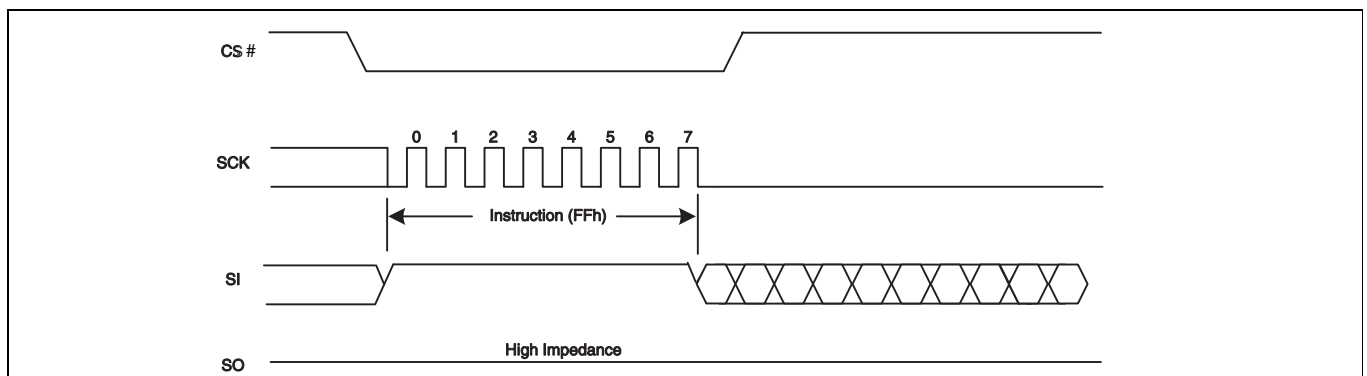 CS #
0 1 2 3 4 5 6 7
SCK
Instruction (FFh)
SI
High Impedance
SO